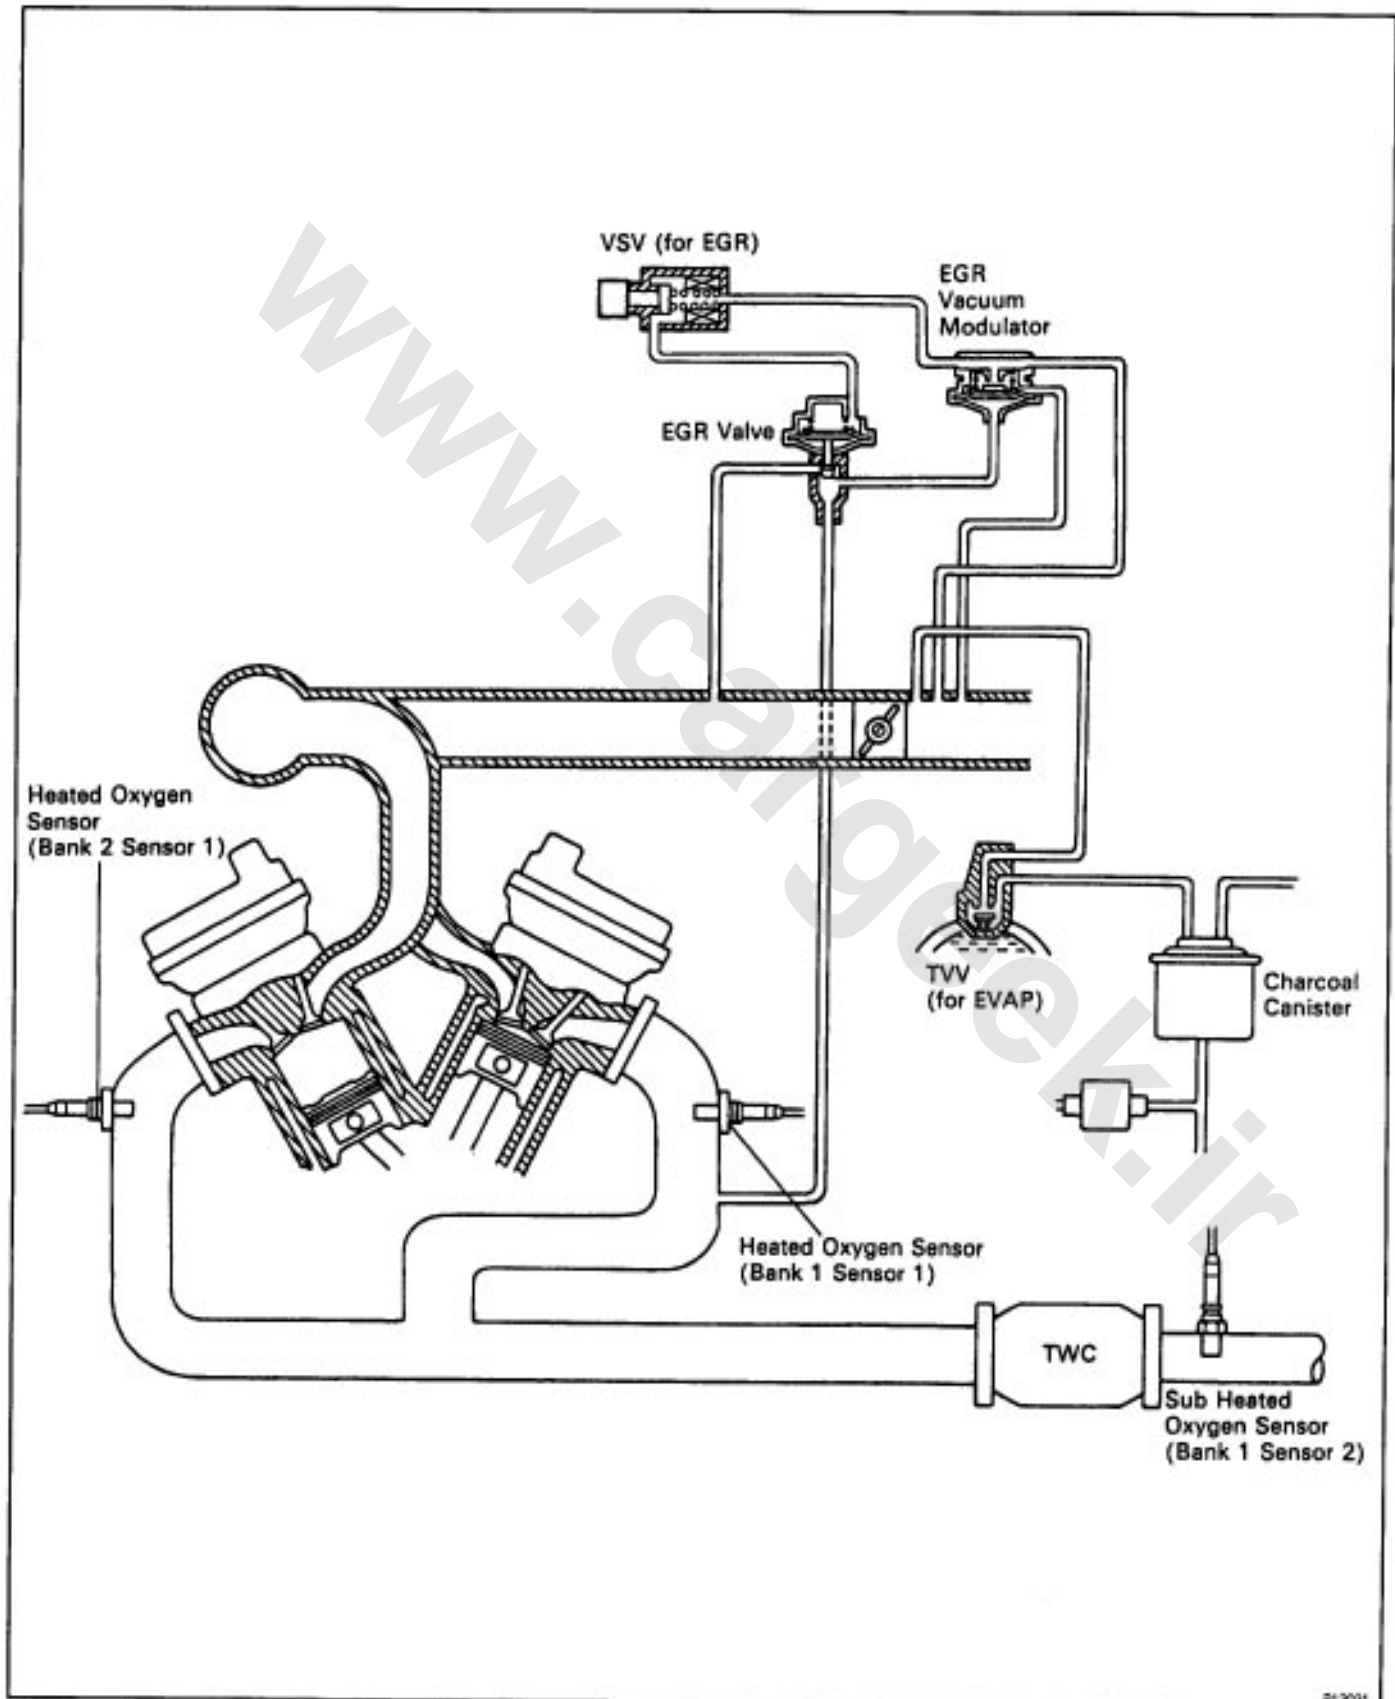 VSV (for EGR)
EGR
Vacuum
Modulator
EGR Valve
Heated Oxygen
Sensor
(Bank 2 Sensor 1)
TVV
(for EVAP)
Charcoal
Canister
Heated Oxygen Sensor
(Bank 1 Sensor 1)
TWC
Sub Heated
Oxygen Sensor
(Bank 1 Sensor 2)
www.cargeek.ir